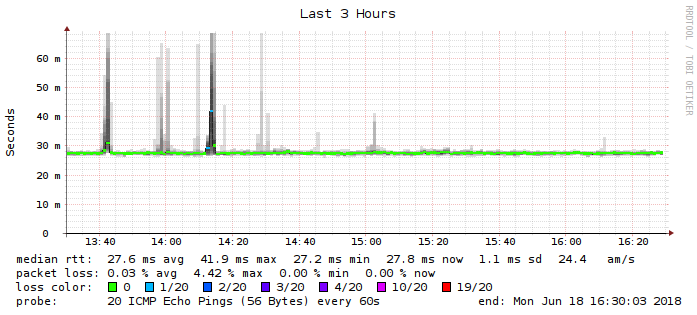 Last 3 Hours
RRDTOOL / TOBI OETIKER
Seconds
60 m
50 m
40 m
30 m
20 m
10 m
0
13:40 14:00 14:20 14:40 15:00 15:20 15:40 16:00 16:20
median rtt: 27.6 ms avg 41.9 ms max 27.2 ms min 27.8 ms now 1.1 ms sd 24.4 am/s
packet loss: 0.03 % avg 4.42 % max 0.00 % min 0.00 % now
loss color: 0 1/20 2/20 3/20 4/20 10/20 19/20
probe: 20 ICMP Echo Pings (56 Bytes) every 60s end: Mon Jun 18 16:30:03 2018